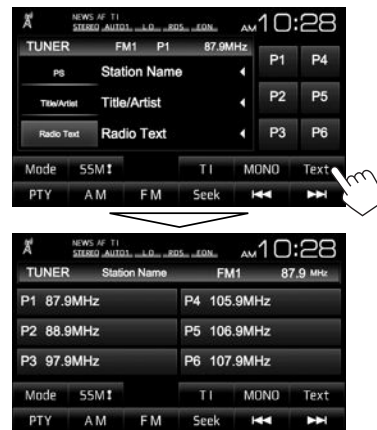 NEWS AF TI
STEREO AUTO1 LO RDS EON AM 10:28
TUNER FM1 P1 87.9MHz
PS Station Name P1 P4
Title/Artist Title/Artist P2 P5
Radio Text Radio Text P3 P6
Mode SSM TI MONO Text
PTY AM FM Seek
NEWS AF TI
STEREO AUTO1 LO RDS EON AM 10:28
TUNER Station Name FM1 87.9 MHz
P1 87.9MHz P4 105.9MHz
P2 88.9MHz P5 106.9MHz
P3 97.9MHz P6 107.9MHz
Mode SSM TI MONO Text
PTY AM FM Seek